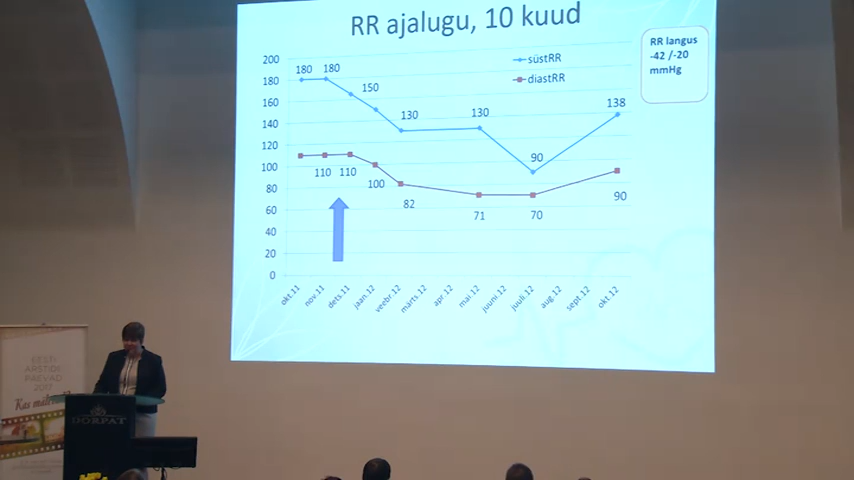 RR ajalugu, 10 kuud
RR langus
-42 /-20
mmHg
süstRR
diastRR
200
180
160
140
120
100
80
60
40
20
0
180 180
150
130
130
90
138
110 110
100
82
71
70
90
okt.11
nov.11
dets.11
jaan.12
veebr.12
märts.12
apr.12
mai.12
juuni.12
juuli.12
aug.12
sept.12
okt.12
EESTI
ARSTIDE
PÄEVAD
2017
DORPAT